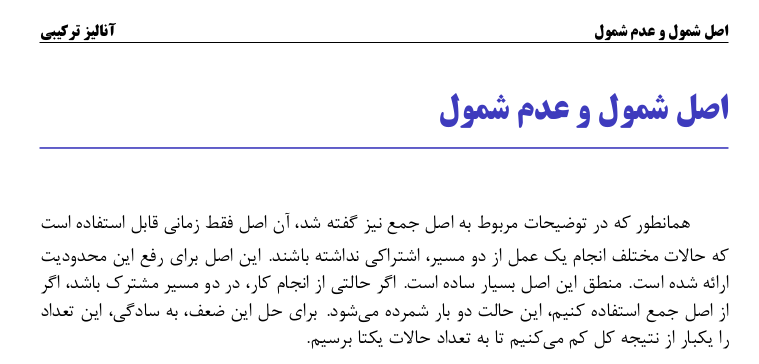 اصل شمول و عدم شمول
آنالیز ترکیبی
اصل شمول و عدم شمول
همانطور که در توضیحات مربوط به اصل جمع نیز گفته شد، آن اصل فقط زمانی قابل استفاده است
که حالات مختلف انجام یک عمل از دو مسیر، اشتراکی نداشته باشند. این اصل برای رفع این محدودیت
ارائه شده است. منطق این اصل بسیار ساده است. اگر حالتی از انجام کار، در دو مسیر مشترک باشد، اگر
از اصل جمع استفاده کنیم، این حالت دو بار شمرده می‌شود. برای حل این ضعف، به سادگی، این تعداد
را یکبار از نتیجه کل کم می‌کنیم تا به تعداد حالات یکتا برسیم.